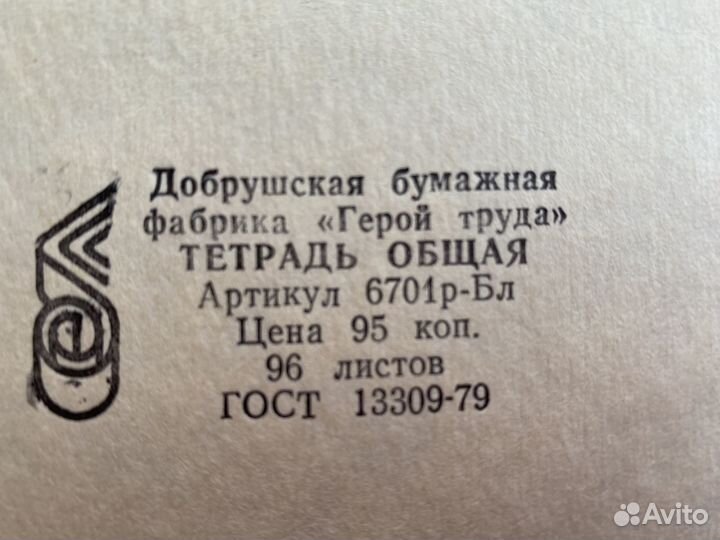 Добрушская бумажная
фабрика «Герой труда»
ТЕТРАДЬ ОБЩАЯ
Артикул 6701р-Бл
Цена 95 коп.
96 листов
ГОСТ 13309-79
Avito